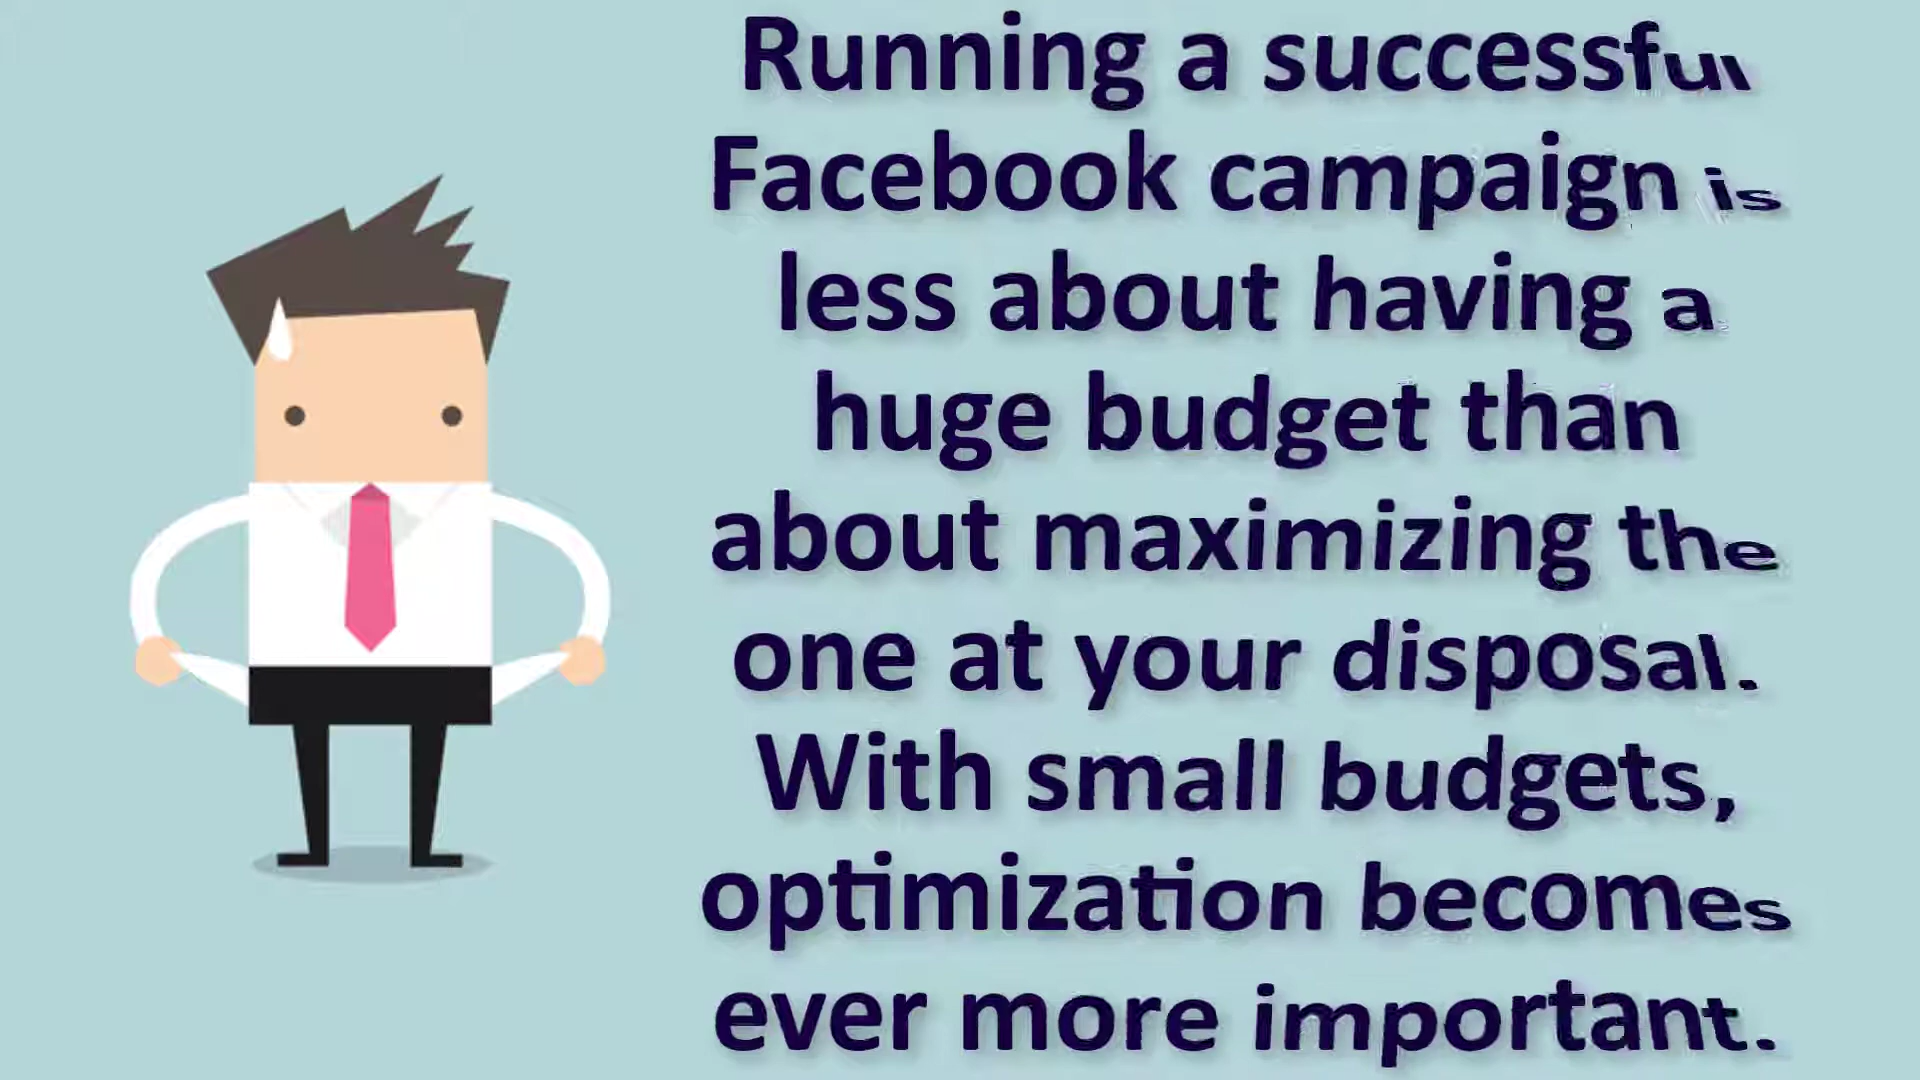 Running a successful
Facebook campaign is
less about having a
huge budget than
about maximizing the
one at your disposal.
With small budgets,
optimization becomes
ever more important.